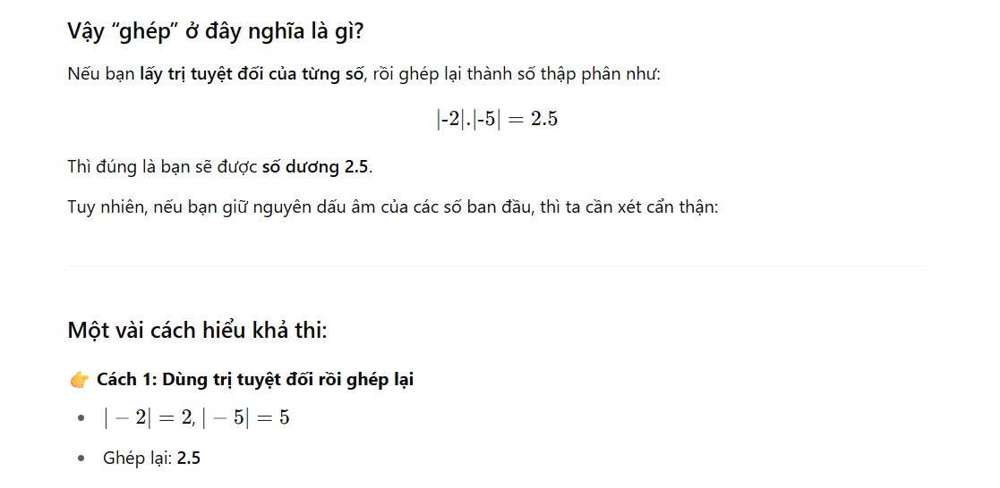 Vậy “ghép” ở đây nghĩa là gì?
Nếu bạn lấy trị tuyệt đối của từng số, rồi ghép lại thành số thập phân như:
|-2|.|-5| = 2.5
Thì đúng là bạn sẽ được số dương 2.5.
Tuy nhiên, nếu bạn giữ nguyên dấu âm của các số ban đầu, thì ta cần xét cẩn thận:
Một vài cách hiểu khả thi:
👉 Cách 1: Dùng trị tuyệt đối rồi ghép lại
• | − 2| = 2, | − 5| = 5
• Ghép lại: 2.5